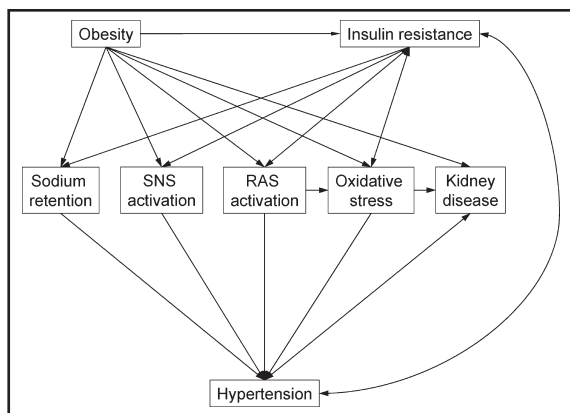 Obesity
Insulin resistance
Sodium
retention
SNS
activation
RAS
activation
Oxidative
stress
Kidney
disease
Hypertension